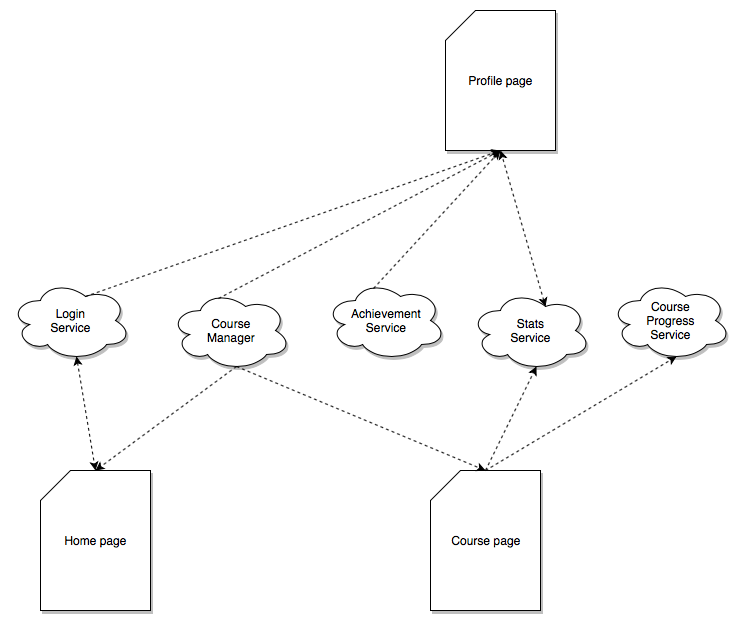 Profile page
Login
Service
Course
Manager
Achievement
Service
Stats
Service
Course
Progress
Service
Home page
Course page